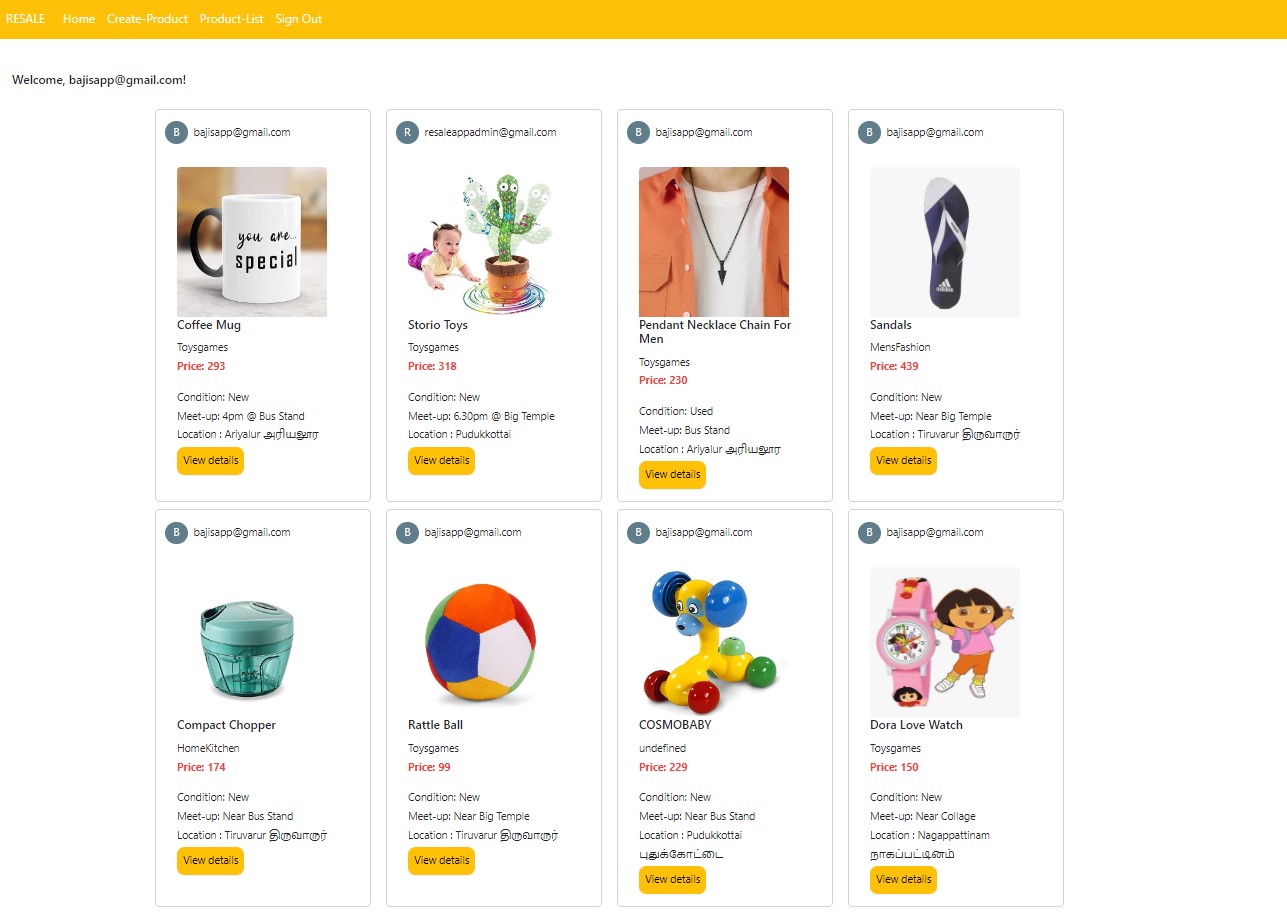 RESALE Home Create-Product Product-List Sign Out
Welcome, bajisapp@gmail.com!
B bajisapp@gmail.com
you are...
special
Coffee Mug
Toysgames
Price: 293
Condition: New
Meet-up: 4pm @ Bus Stand
Location : Ariyalur அரியலூர
View details
R resaleappadmin@gmail.com
Storio Toys
Toysgames
Price: 318
Condition: New
Meet-up: 6.30pm @ Big Temple
Location : Pudukkottai
View details
B bajisapp@gmail.com
Pendant Necklace Chain For
Men
Toysgames
Price: 230
Condition: Used
Meet-up: Bus Stand
Location : Ariyalur அரியலூர
View details
B bajisapp@gmail.com
adidas
Sandals
MensFashion
Price: 439
Condition: New
Meet-up: Near Big Temple
Location : Tiruvarur திருவாரூர்
View details
B bajisapp@gmail.com
Compact Chopper
HomeKitchen
Price: 174
Condition: New
Meet-up: Near Bus Stand
Location : Tiruvarur திருவாரூர்
View details
B bajisapp@gmail.com
Rattle Ball
Toysgames
Price: 99
Condition: New
Meet-up: Near Big Temple
Location : Tiruvarur திருவாரூர்
View details
B bajisapp@gmail.com
COSMOBABY
undefined
Price: 229
Condition: New
Meet-up: Near Bus Stand
Location : Pudukkottai
புதுக்கோட்டை
View details
B bajisapp@gmail.com
Dora Love Watch
Toysgames
Price: 150
Condition: New
Meet-up: Near Collage
Location : Nagappattinam
நாகப்பட்டினம்
View details